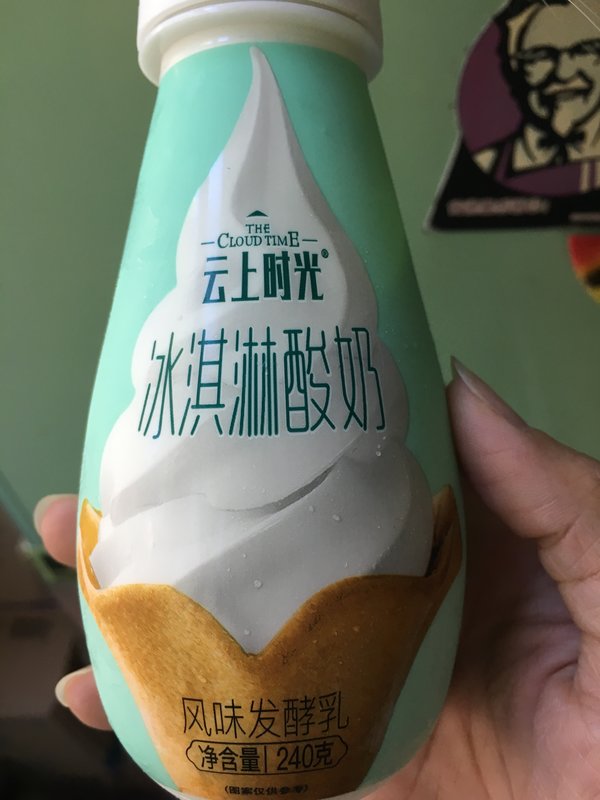 THE
CLOUD TIME
云上时光®
冰淇淋酸奶
风味发酵乳
净含量 240克
(图案仅供参考)